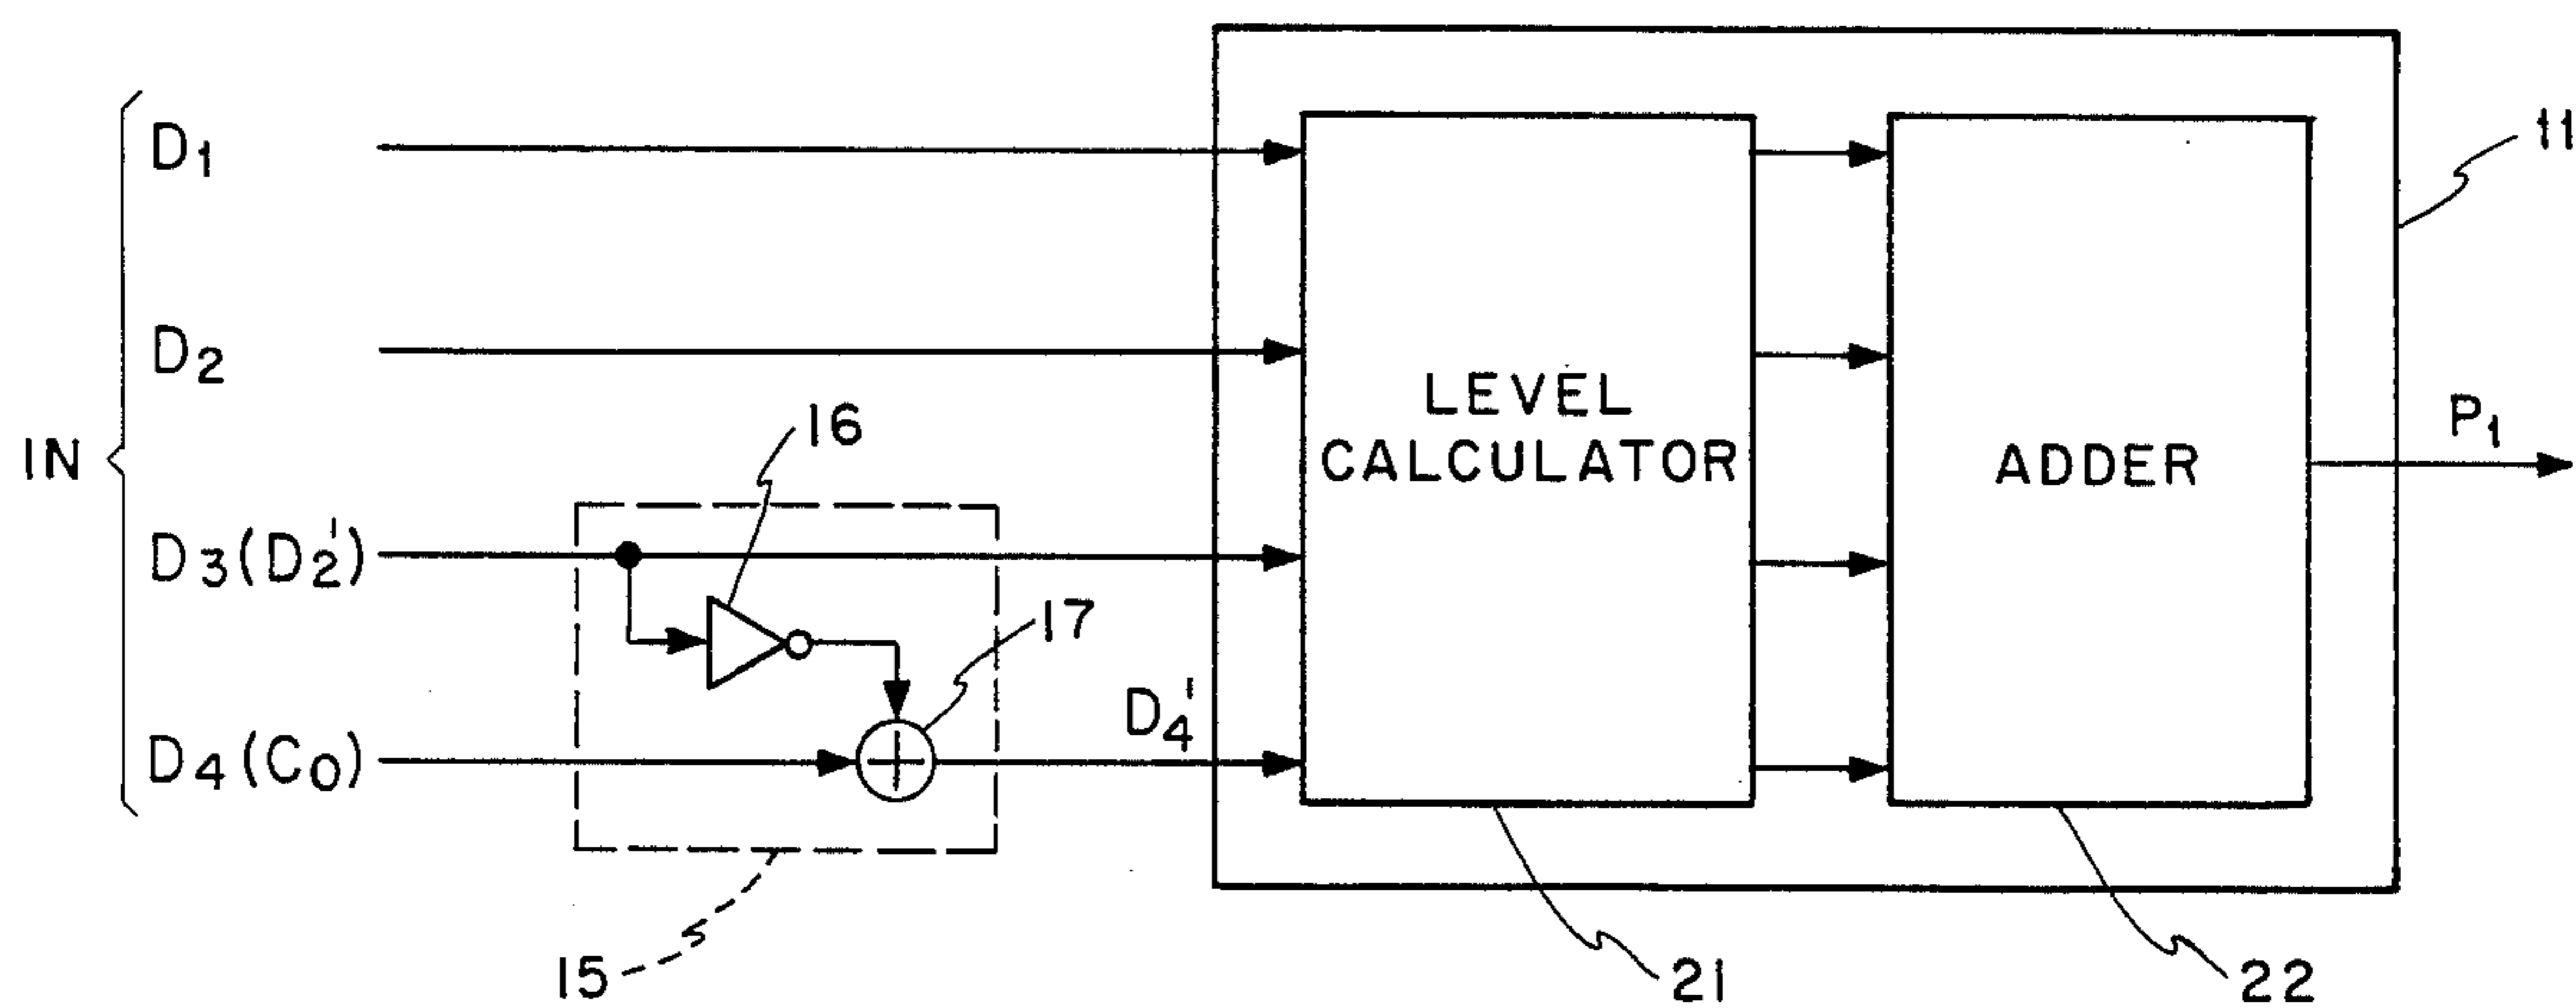 11
D1
D2
LEVEL
CALCULATOR
ADDER
P1
16
IN
D3(D2')
17
D4'
D4(C0)
15
21
22